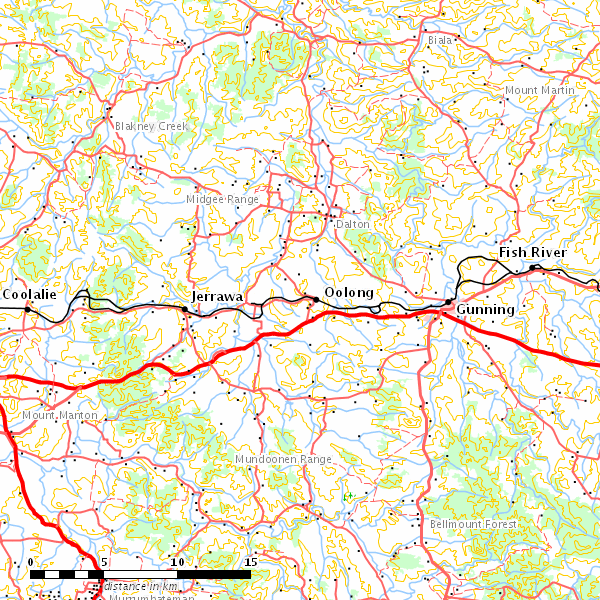 Biala
Mount Martin
Blakney Creek
Midgee Range
Dalton
Fish River
Coolalie
Jerrawa
Oolong
Gunning
Mount Manton
Mundoonen Range
Bellmount Forest
0 5 10 15
distance in km
Murrumbateman